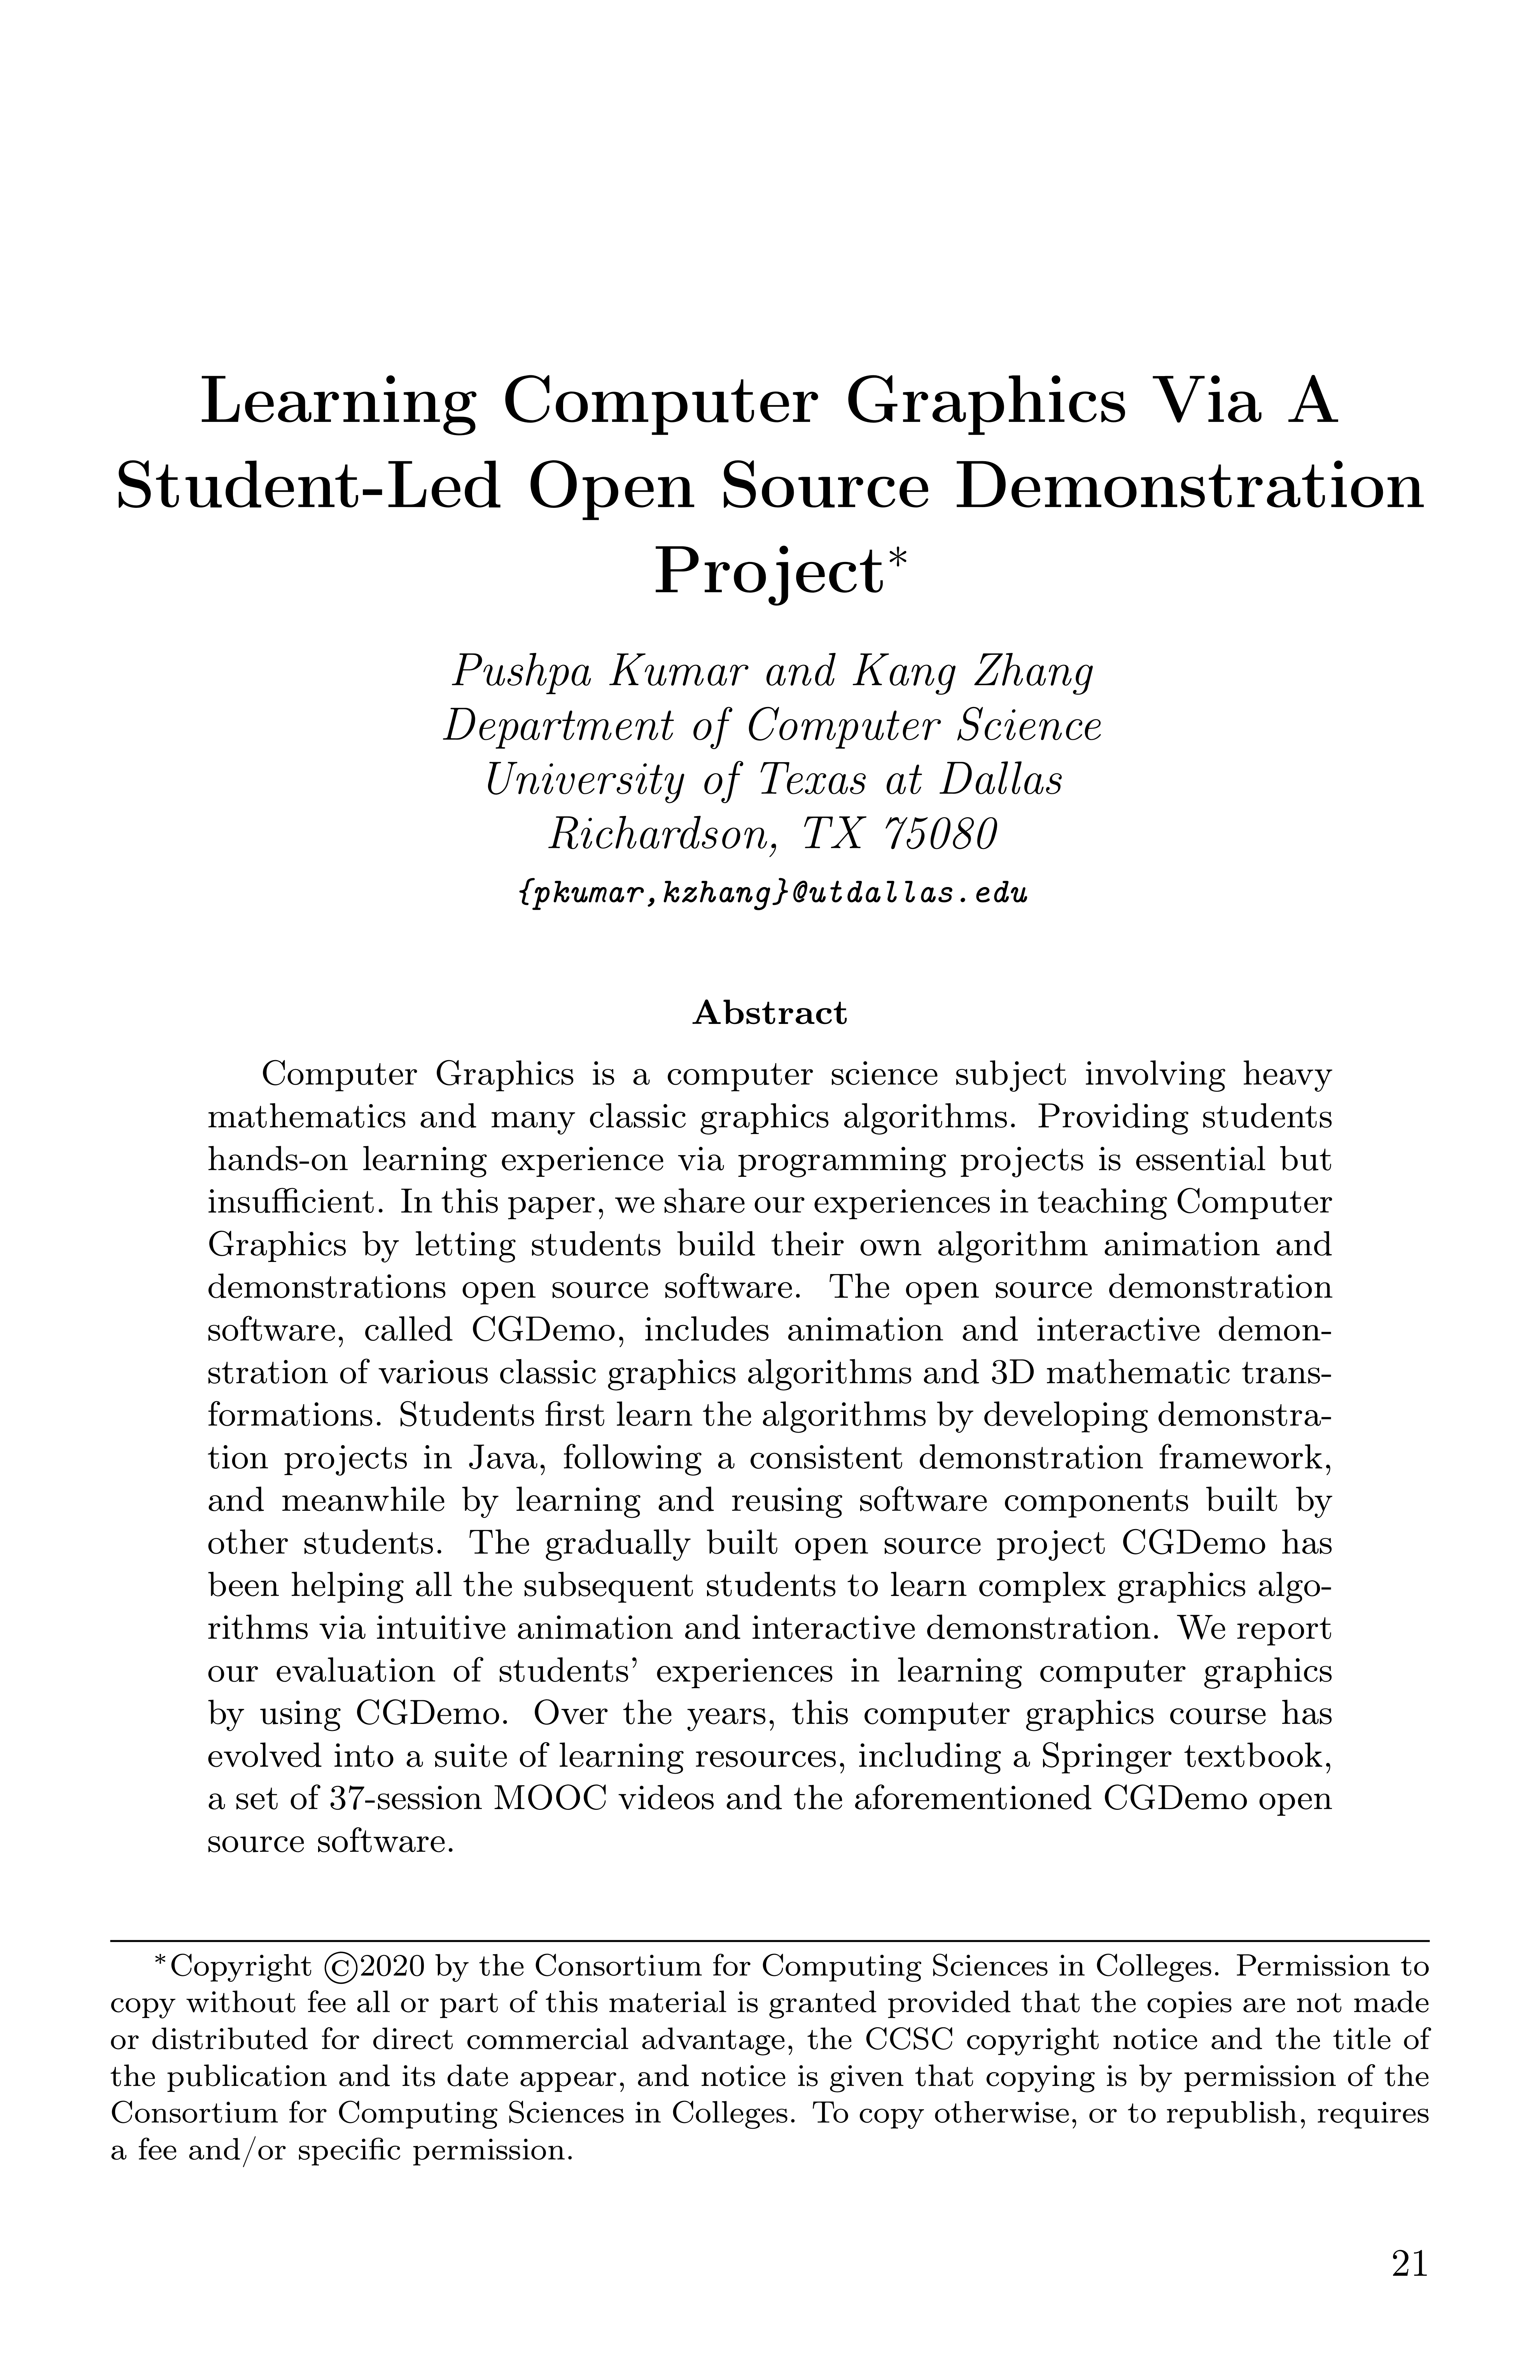 Learning Computer Graphics Via A
Student-Led Open Source Demonstration
Project*
Pushpa Kumar and Kang Zhang
Department of Computer Science
University of Texas at Dallas
Richardson, TX 75080
{pkumar,kzhang}@utdallas.edu
Abstract
Computer Graphics is a computer science subject involving heavy
mathematics and many classic graphics algorithms. Providing students
hands-on learning experience via programming projects is essential but
insufficient. In this paper, we share our experiences in teaching Computer
Graphics by letting students build their own algorithm animation and
demonstrations open source software. The open source demonstration
software, called CGDemo, includes animation and interactive demon-
stration of various classic graphics algorithms and 3D mathematic trans-
formations. Students first learn the algorithms by developing demonstra-
tion projects in Java, following a consistent demonstration framework,
and meanwhile by learning and reusing software components built by
other students. The gradually built open source project CGDemo has
been helping all the subsequent students to learn complex graphics algo-
rithms via intuitive animation and interactive demonstration. We report
our evaluation of students' experiences in learning computer graphics
by using CGDemo. Over the years, this computer graphics course has
evolved into a suite of learning resources, including a Springer textbook,
a set of 37-session MOOC videos and the aforementioned CGDemo open
source software.
*Copyright ©2020 by the Consortium for Computing Sciences in Colleges. Permission to
copy without fee all or part of this material is granted provided that the copies are not made
or distributed for direct commercial advantage, the CCSC copyright notice and the title of
the publication and its date appear, and notice is given that copying is by permission of the
Consortium for Computing Sciences in Colleges. To copy otherwise, or to republish, requires
a fee and/or specific permission.
21